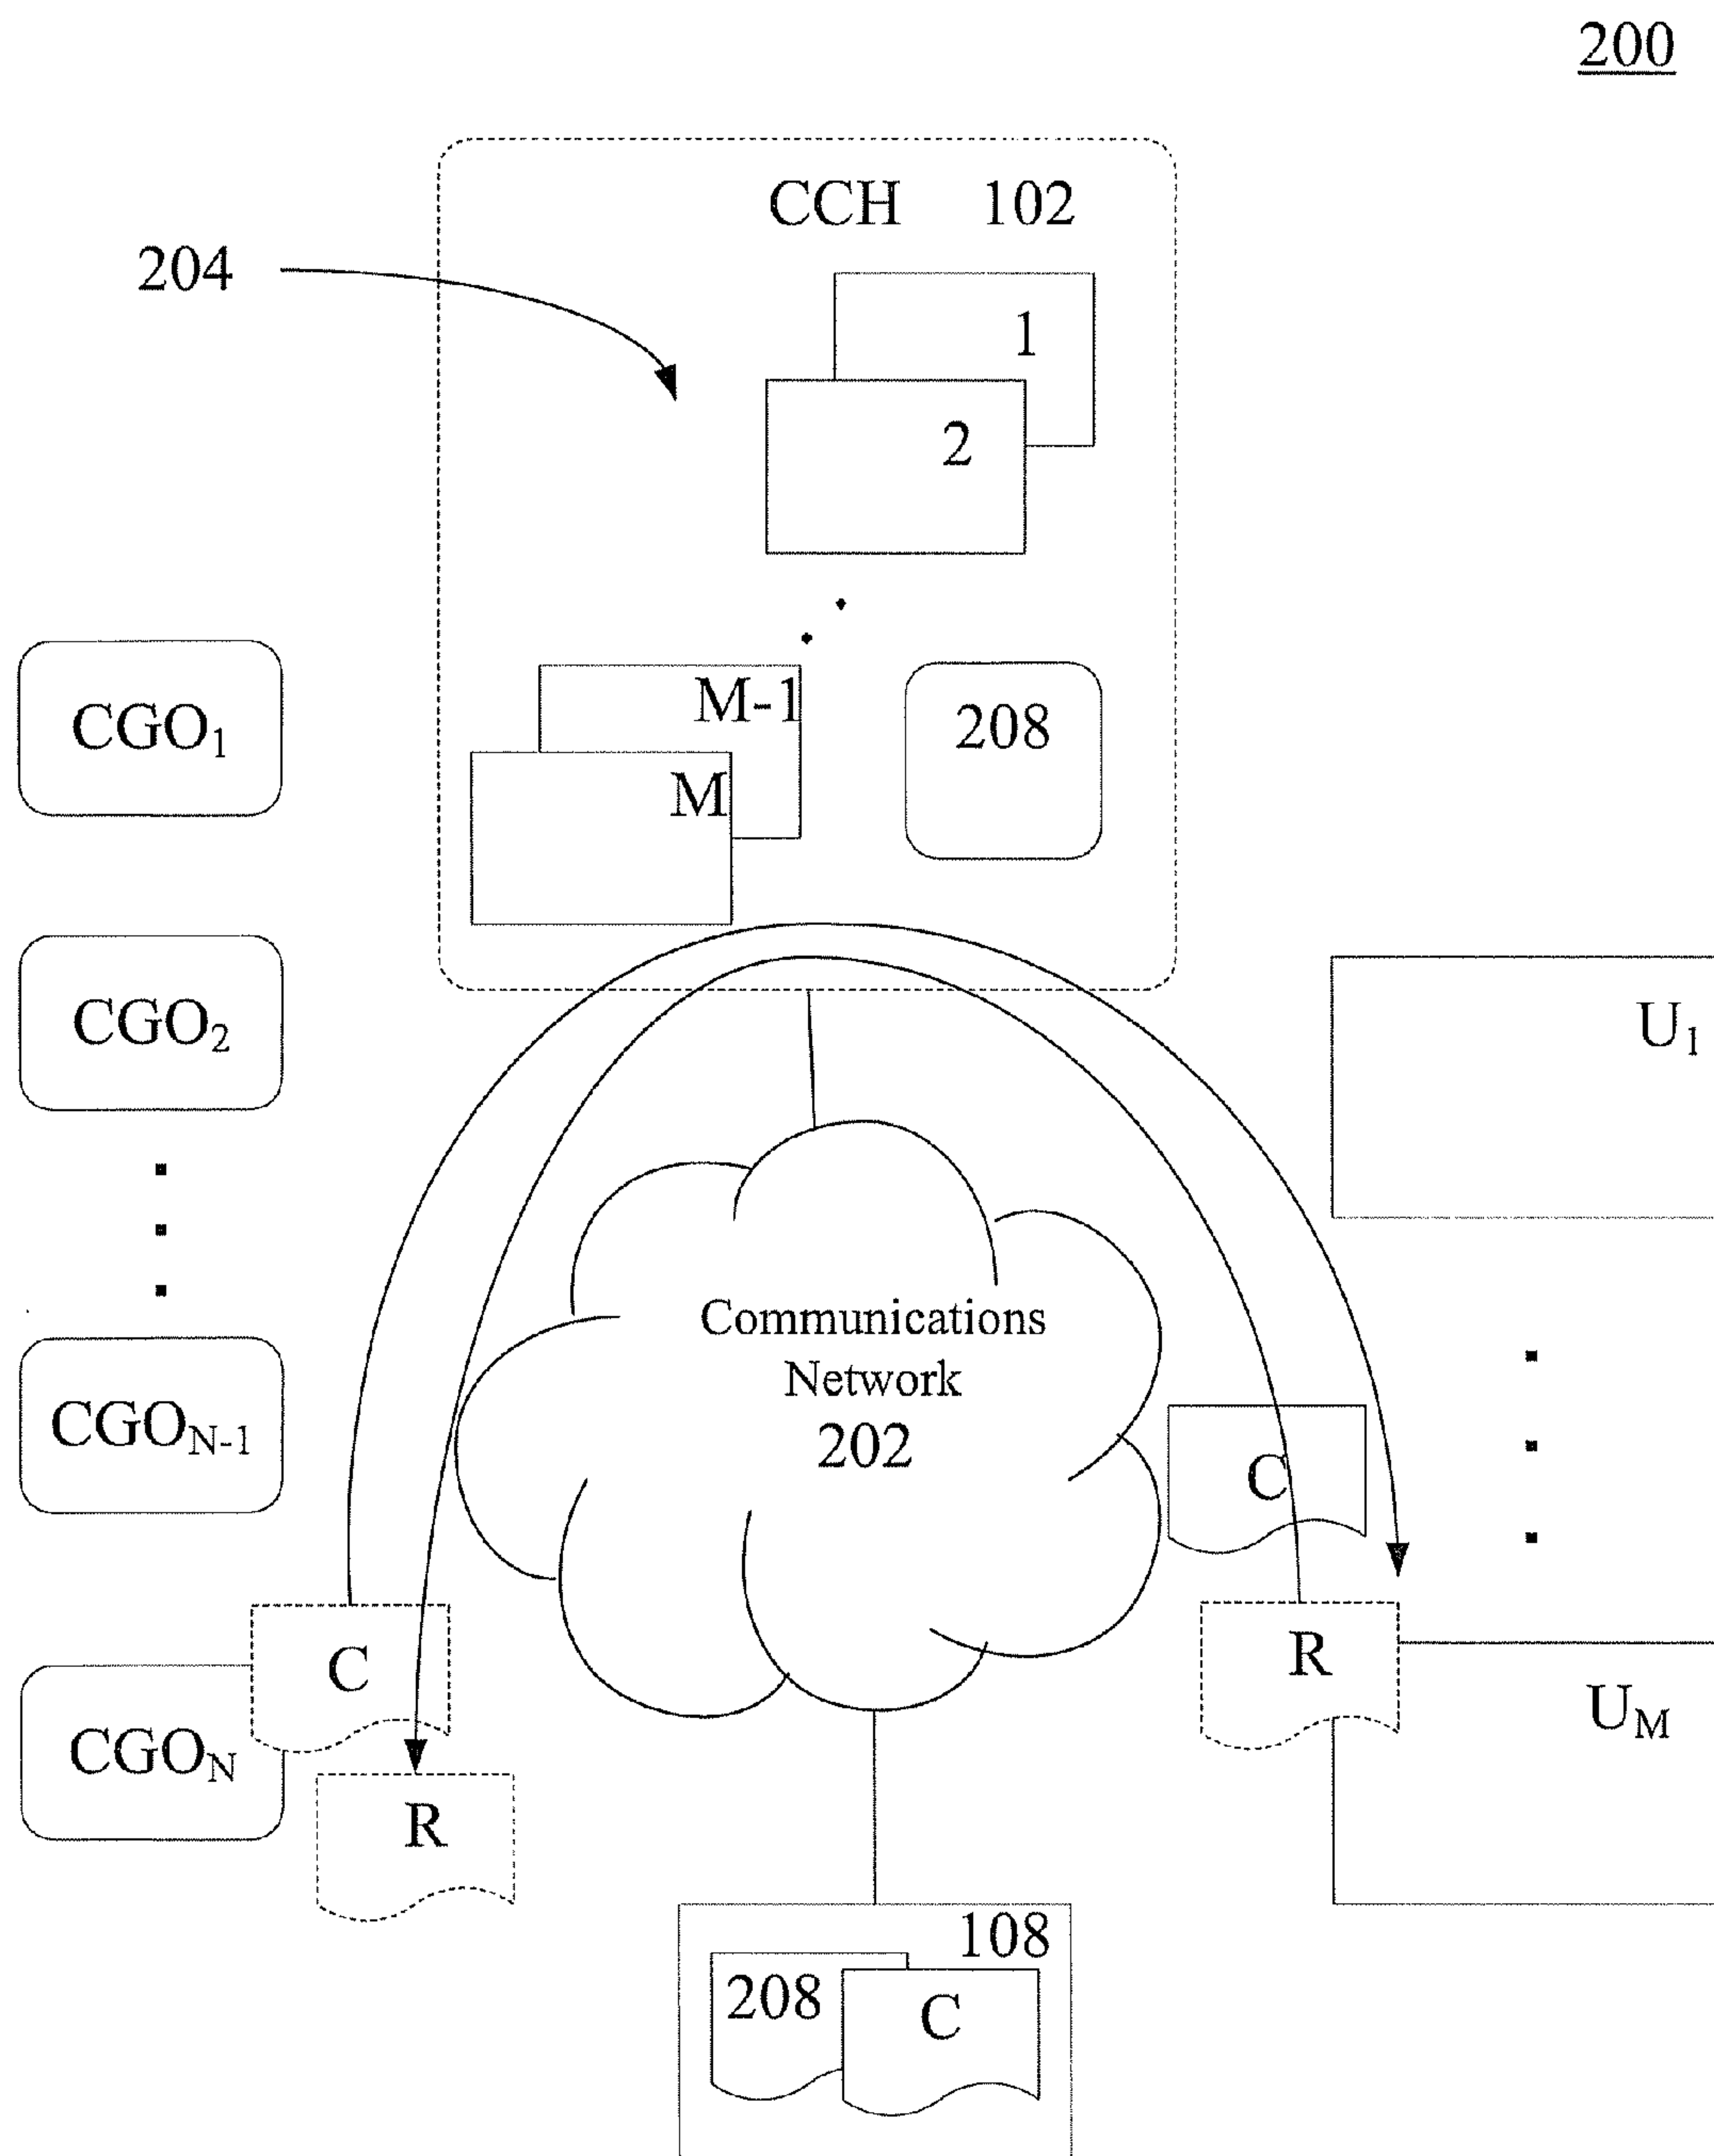 200
CCH 102
204
1
2
M-1
208
M
CGO1
CGO2
U1
Communications
Network
202
CGON-1
C
C
R
UM
CGON
R
108
208
C